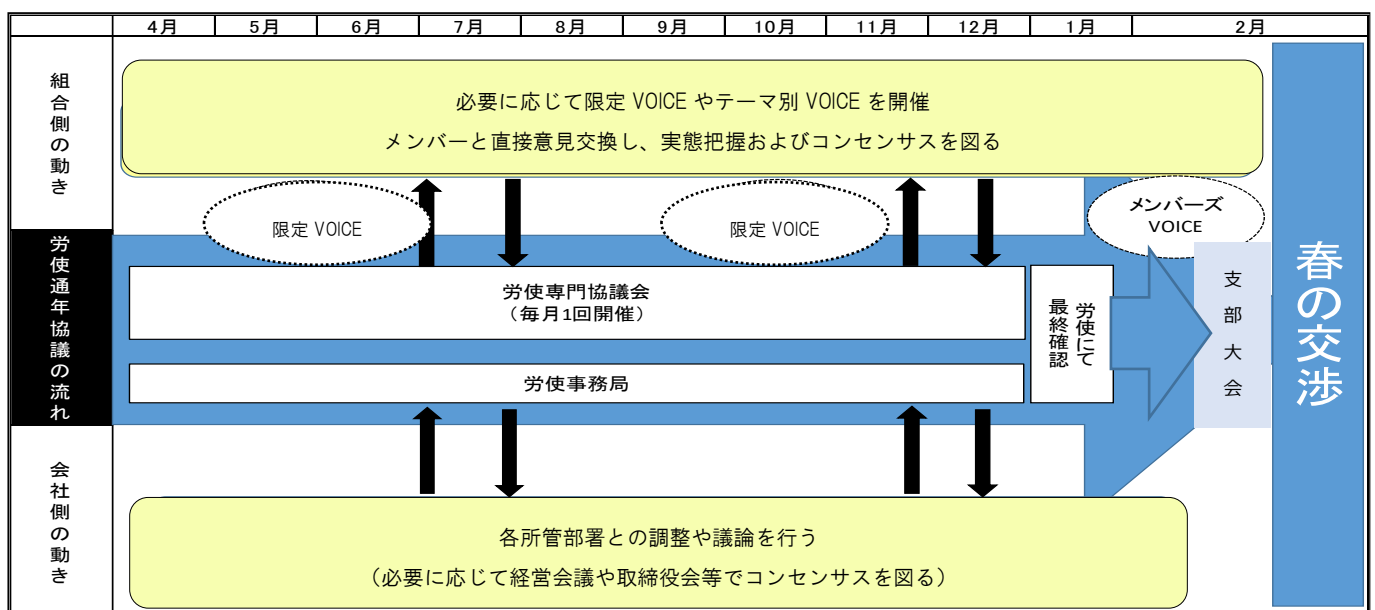 4月 5月 6月 7月 8月 9月 10月 11月 12月 1月 2月
組合側の動き
必要に応じて限定 VOICE やテーマ別 VOICE を開催
メンバーと直接意見交換し、実態把握およびコンセンサスを図る
限定 VOICE
限定 VOICE
メンバーズ
VOICE
労使通年協議の流れ
労使専門協議会
（毎月1回開催）
労使事務局
労使にて
最終確認
支部大会
春の交渉
会社側の動き
各所管部署との調整や議論を行う
（必要に応じて経営会議や取締役会等でコンセンサスを図る）